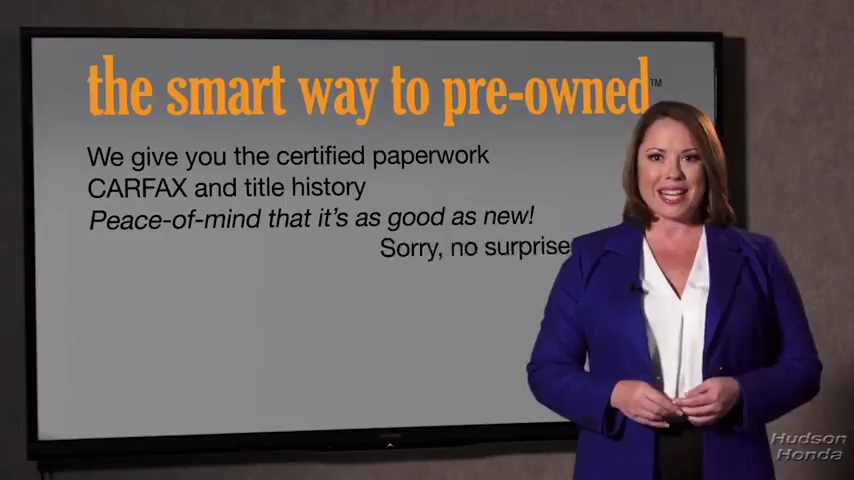 the smart way to pre-owned™
We give you the certified paperwork
CARFAX and title history
Peace-of-mind that it's as good as new!
Sorry, no surprise
Hudson
Honda